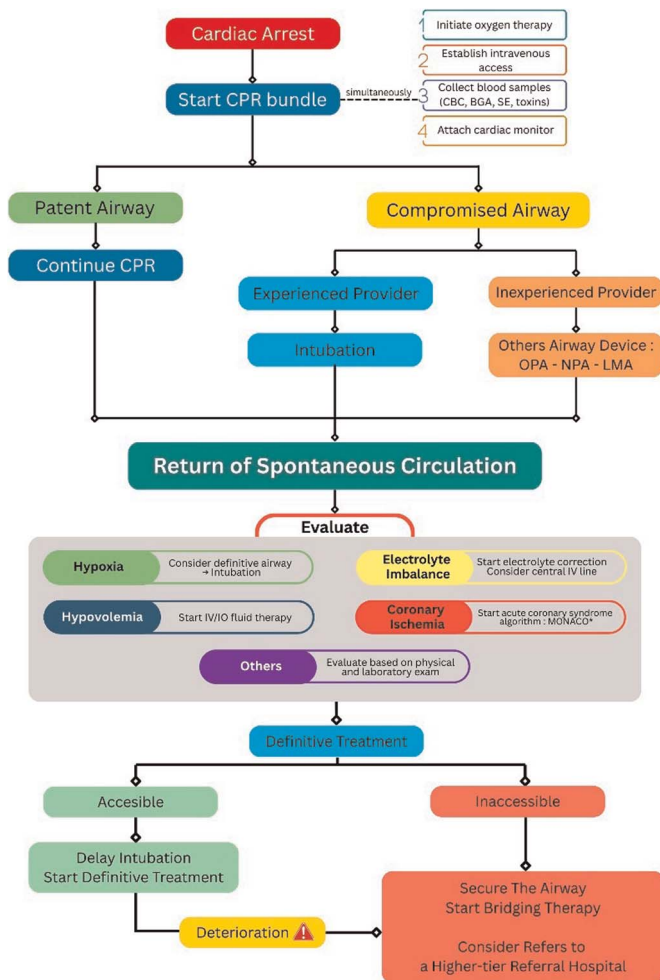 Cardiac Arrest
Start CPR bundle
simultaneously
1 Initiate oxygen therapy
2 Establish intravenous
access
3 Collect blood samples
(CBC, BGA, SE, toxins)
4 Attach cardiac monitor
Patent Airway
Continue CPR
Compromised Airway
Experienced Provider
Intubation
Inexperienced Provider
Others Airway Device :
OPA - NPA - LMA
Return of Spontaneous Circulation
Evaluate
Hypoxia
Consider definitive airway
→ Intubation
Electrolyte
Imbalance
Start electrolyte correction
Consider central IV line
Hypovolemia
Start IV/IO fluid therapy
Coronary
Ischemia
Start acute coronary syndrome
algorithm : MONACO*
Others
Evaluate based on physical
and laboratory exam
Definitive Treatment
Accesible
Delay Intubation
Start Definitive Treatment
Deterioration
Inaccessible
Secure The Airway
Start Bridging Therapy
Consider Refers to
a Higher-tier Referral Hospital